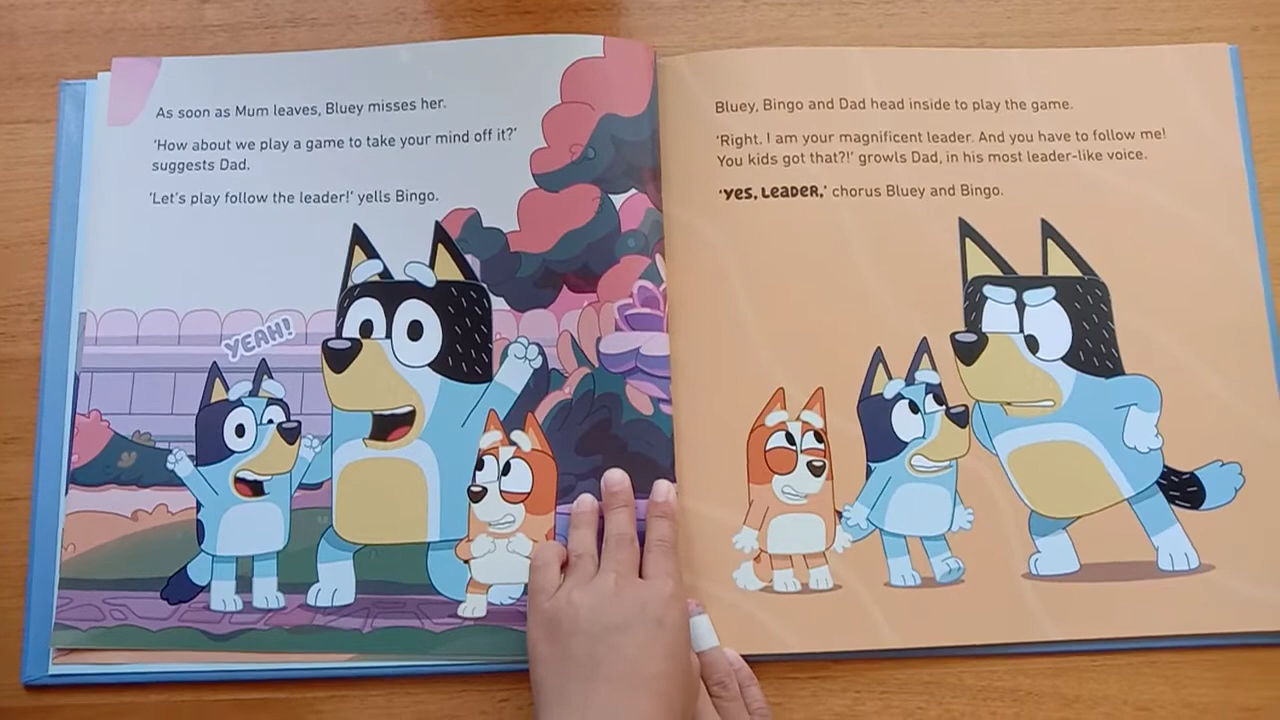 As soon as Mum leaves, Bluey misses her.
'How about we play a game to take your mind off it?'
suggests Dad.
'Let's play follow the leader!' yells Bingo.
YEAH!
Bluey, Bingo and Dad head inside to play the game.
'Right. I am your magnificent leader. And you have to follow me!
You kids got that?!' growls Dad, in his most leader-like voice.
'Yes, Leader,' chorus Bluey and Bingo.